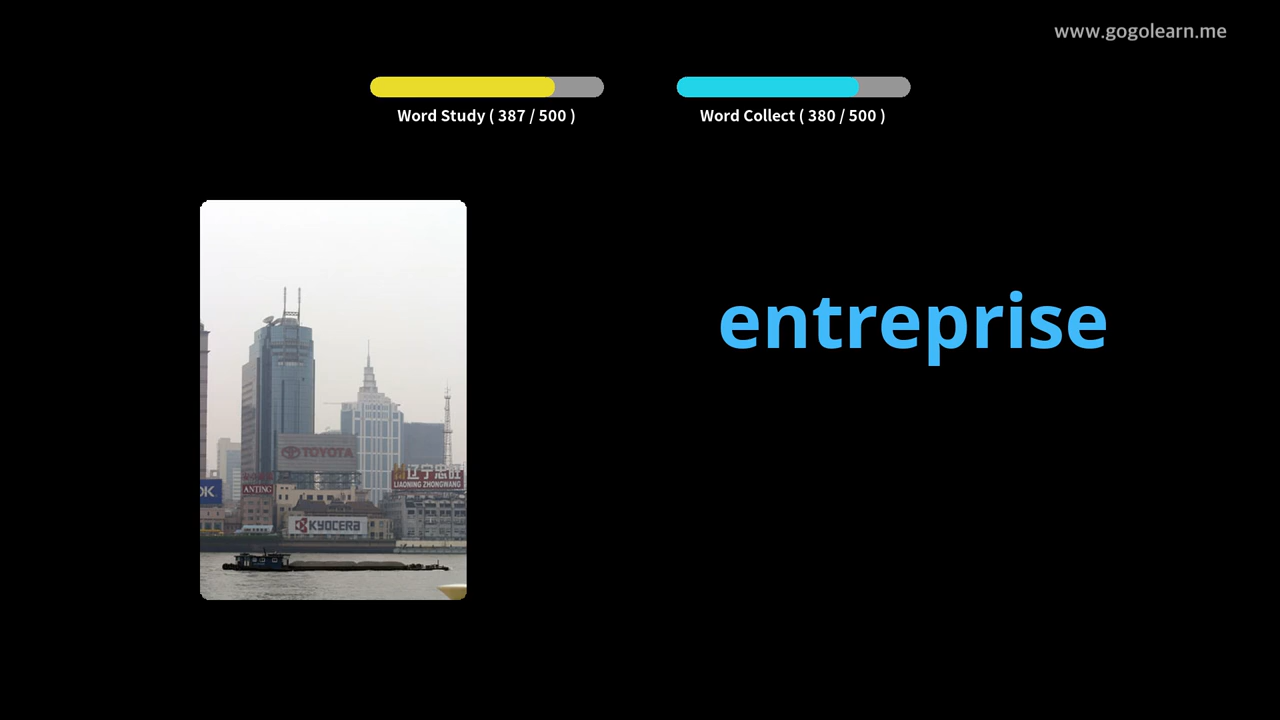 www.gogolearn.me
Word Study ( 387 / 500 )
Word Collect ( 380 / 500 )
entreprise
TOYOTA
辽宁忠旺
LIAONING ZHONGWANG
OK
ANTING
KYOCERA